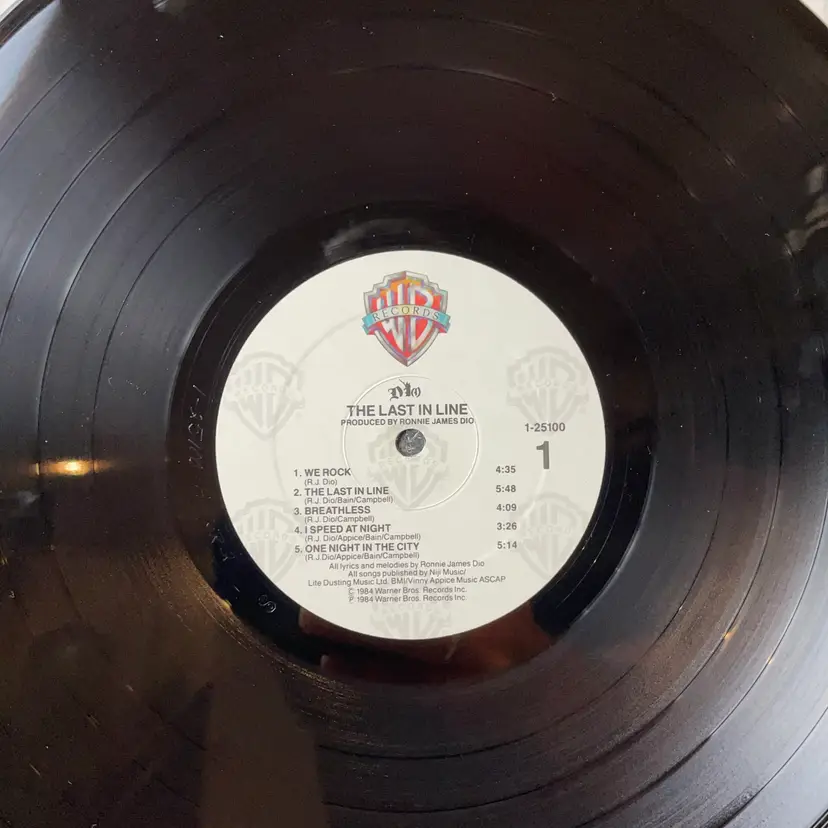 WB
RECORDS
DIO
THE LAST IN LINE
PRODUCED BY RONNIE JAMES DIO
1-25100
1
1. WE ROCK 4:35
(R.J. Dio)
2. THE LAST IN LINE 5:48
(R.J. Dio/Bain/Campbell)
3. BREATHLESS 4:09
(R.J. Dio/Campbell)
4. I SPEED AT NIGHT 3:26
(R.J. Dio/Appice/Bain/Campbell)
5. ONE NIGHT IN THE CITY 5:14
(R.J.Dio/Appice/Bain/Campbell)
All lyrics and melodies by Ronnie James Dio
All songs published by Niji Music/
Lite Dusting Music Ltd. BMI/Vinny Appice Music ASCAP
© 1984 Warner Bros. Records Inc.
℗ 1984 Warner Bros. Records Inc.